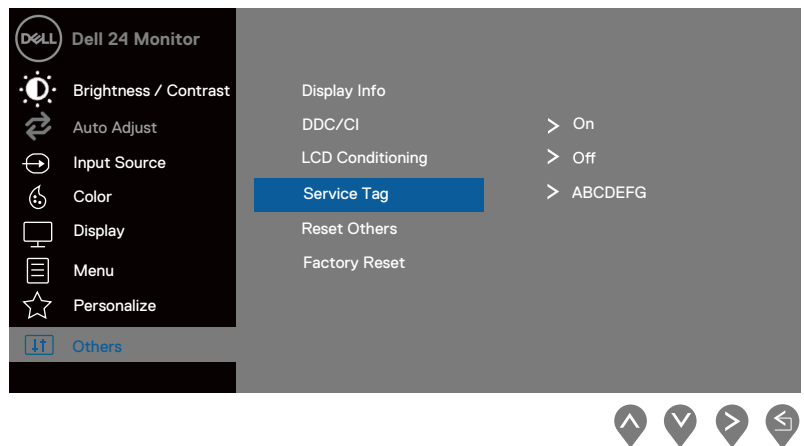 DELL Dell 24 Monitor
Brightness / Contrast Display Info
Auto Adjust DDC/CI > On
Input Source LCD Conditioning > Off
Color Service Tag > ABCDEFG
Display Reset Others
Menu Factory Reset
Personalize
Others